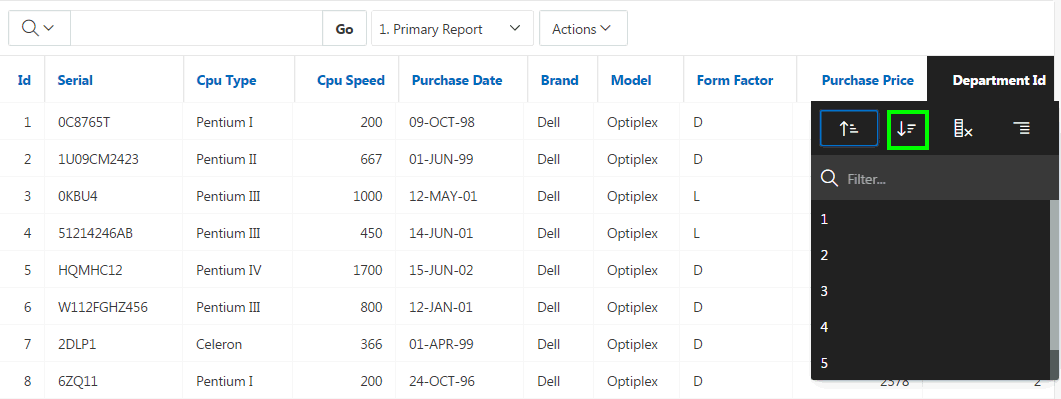 Go 1. Primary Report Actions
Id Serial Cpu Type Cpu Speed Purchase Date Brand Model Form Factor Purchase Price Department Id
1 0C8765T Pentium I 200 09-OCT-98 Dell Optiplex D
2 1U09CM2423 Pentium II 667 01-JUN-99 Dell Optiplex D
Filter...
3 0KBU4 Pentium III 1000 12-MAY-01 Dell Optiplex L
1
4 51214246AB Pentium III 450 14-JUN-01 Dell Optiplex L
2
5 HQMHC12 Pentium IV 1700 15-JUN-02 Dell Optiplex D
3
6 W112FGHZ456 Pentium III 800 12-JAN-01 Dell Optiplex D
4
7 2DLP1 Celeron 366 01-APR-99 Dell Optiplex D
5
8 6ZQ11 Pentium I 200 24-OCT-96 Dell Optiplex D 2378 2